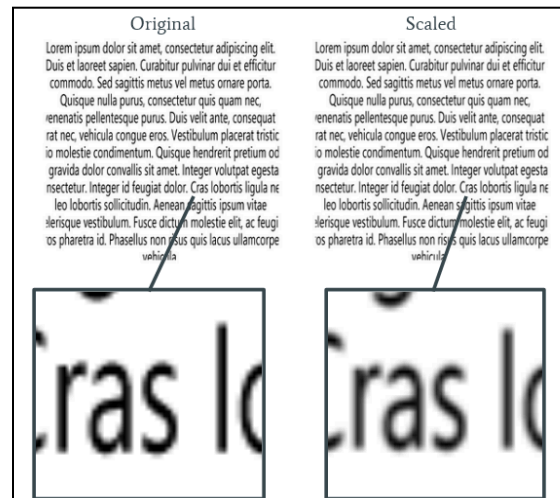 Original
Lorem ipsum dolor sit amet, consectetur adipiscing elit.
Duis et laoreet sapien. Curabitur pulvinar dui et efficitur
commodo. Sed sagittis metus vel metus ornare porta.
Quisque nulla purus, consectetur quis quam nec,
venenatis pellentesque purus. Duis velit ante, consequat
rat nec, vehicula congue eros. Vestibulum placerat tristic
io molestie condimentum. Quisque hendrerit pretium od
gravida dolor convallis sit amet. Integer volutpat egesta
nsectetur. Integer id feugiat dolor. Cras lobortis ligula ne
leo lobortis sollicitudin. Aenean sagittis ipsum vitae
elerisque vestibulum. Fusce dictum molestie elit, ac feugi
ros pharetra id. Phasellus non risus quis lacus ullamcorpe
vehicula
Cras lo
Scaled
Lorem ipsum dolor sit amet, consectetur adipiscing elit.
Duis et laoreet sapien. Curabitur pulvinar dui et efficitur
commodo. Sed sagittis metus vel metus ornare porta.
Quisque nulla purus, consectetur quis quam nec,
venenatis pellentesque purus. Duis velit ante, consequat
rat nec, vehicula congue eros. Vestibulum placerat tristic
io molestie condimentum. Quisque hendrerit pretium od
gravida dolor convallis sit amet. Integer volutpat egesta
nsectetur. Integer id feugiat dolor. Cras lobortis ligula ne
leo lobortis sollicitudin. Aenean sagittis ipsum vitae
elerisque vestibulum. Fusce dictum molestie elit, ac feugi
ros pharetra id. Phasellus non risus quis lacus ullamcorpe
vehicula
Cras lo